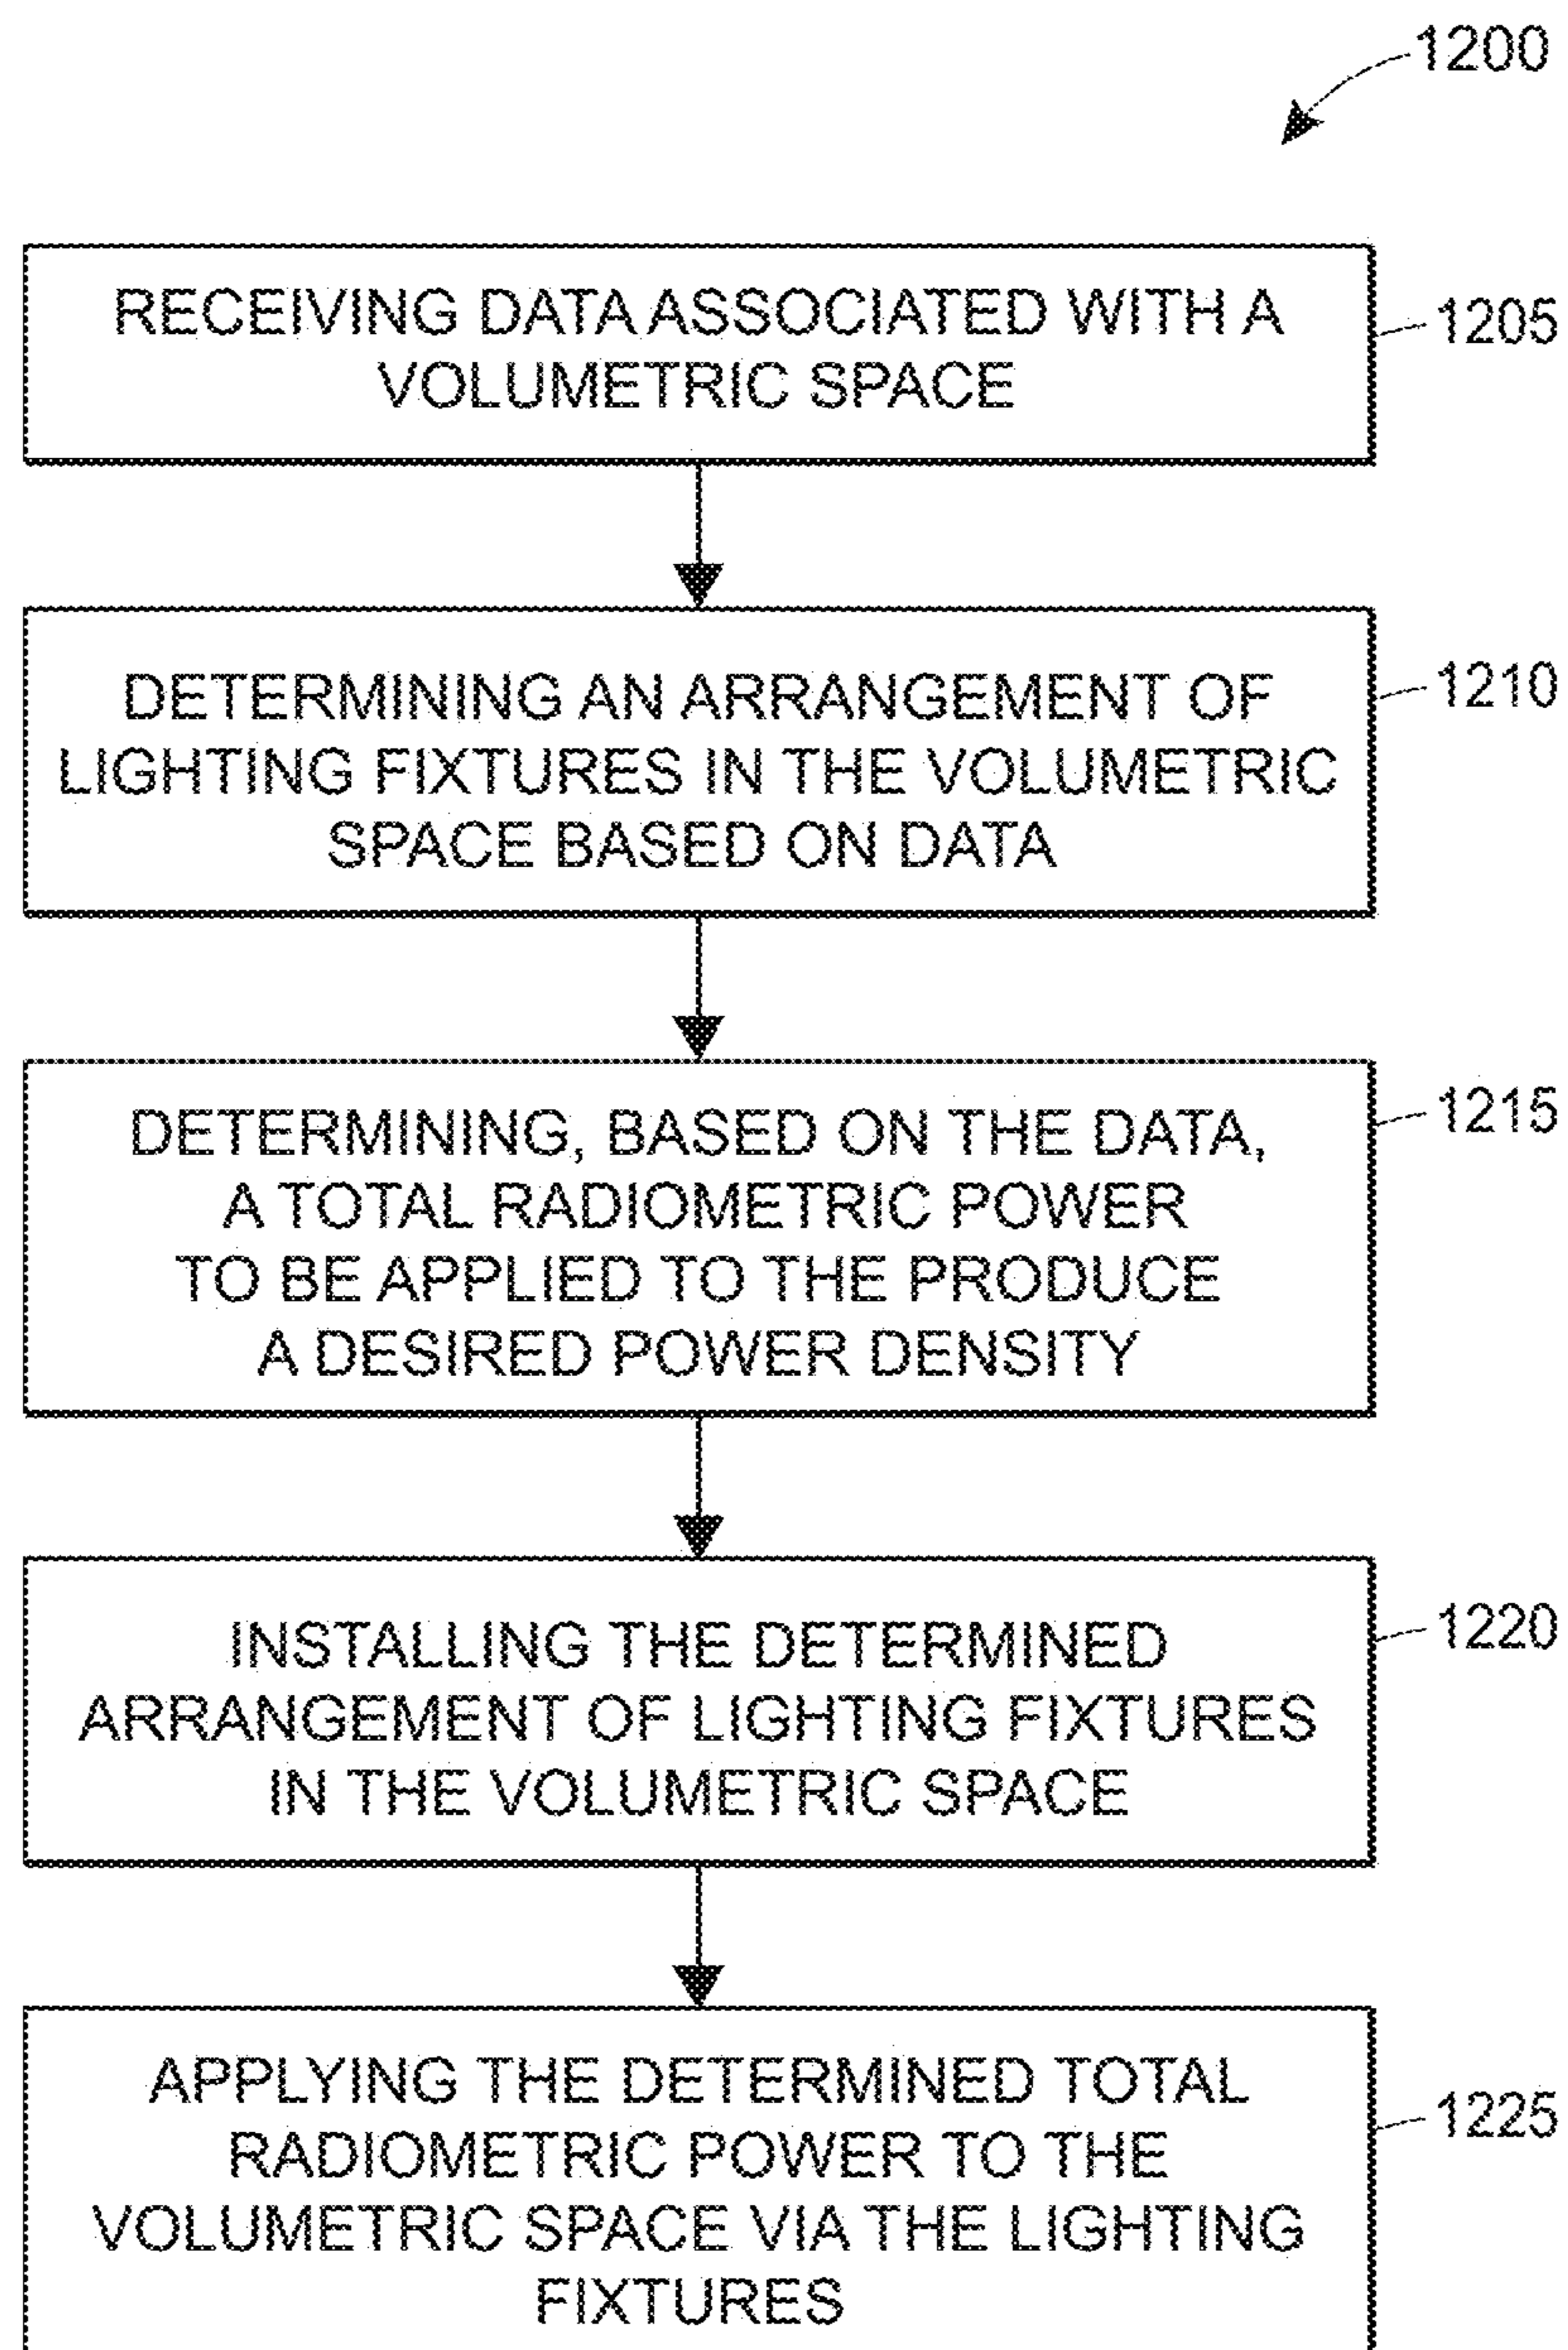 1200
RECEIVING DATA ASSOCIATED WITH A
VOLUMETRIC SPACE
1205
DETERMINING AN ARRANGEMENT OF
LIGHTING FIXTURES IN THE VOLUMETRIC
SPACE BASED ON DATA
1210
DETERMINING, BASED ON THE DATA,
A TOTAL RADIOMETRIC POWER
TO BE APPLIED TO THE PRODUCE
A DESIRED POWER DENSITY
1215
INSTALLING THE DETERMINED
ARRANGEMENT OF LIGHTING FIXTURES
IN THE VOLUMETRIC SPACE
1220
APPLYING THE DETERMINED TOTAL
RADIOMETRIC POWER TO THE
VOLUMETRIC SPACE VIA THE LIGHTING
FIXTURES
1225